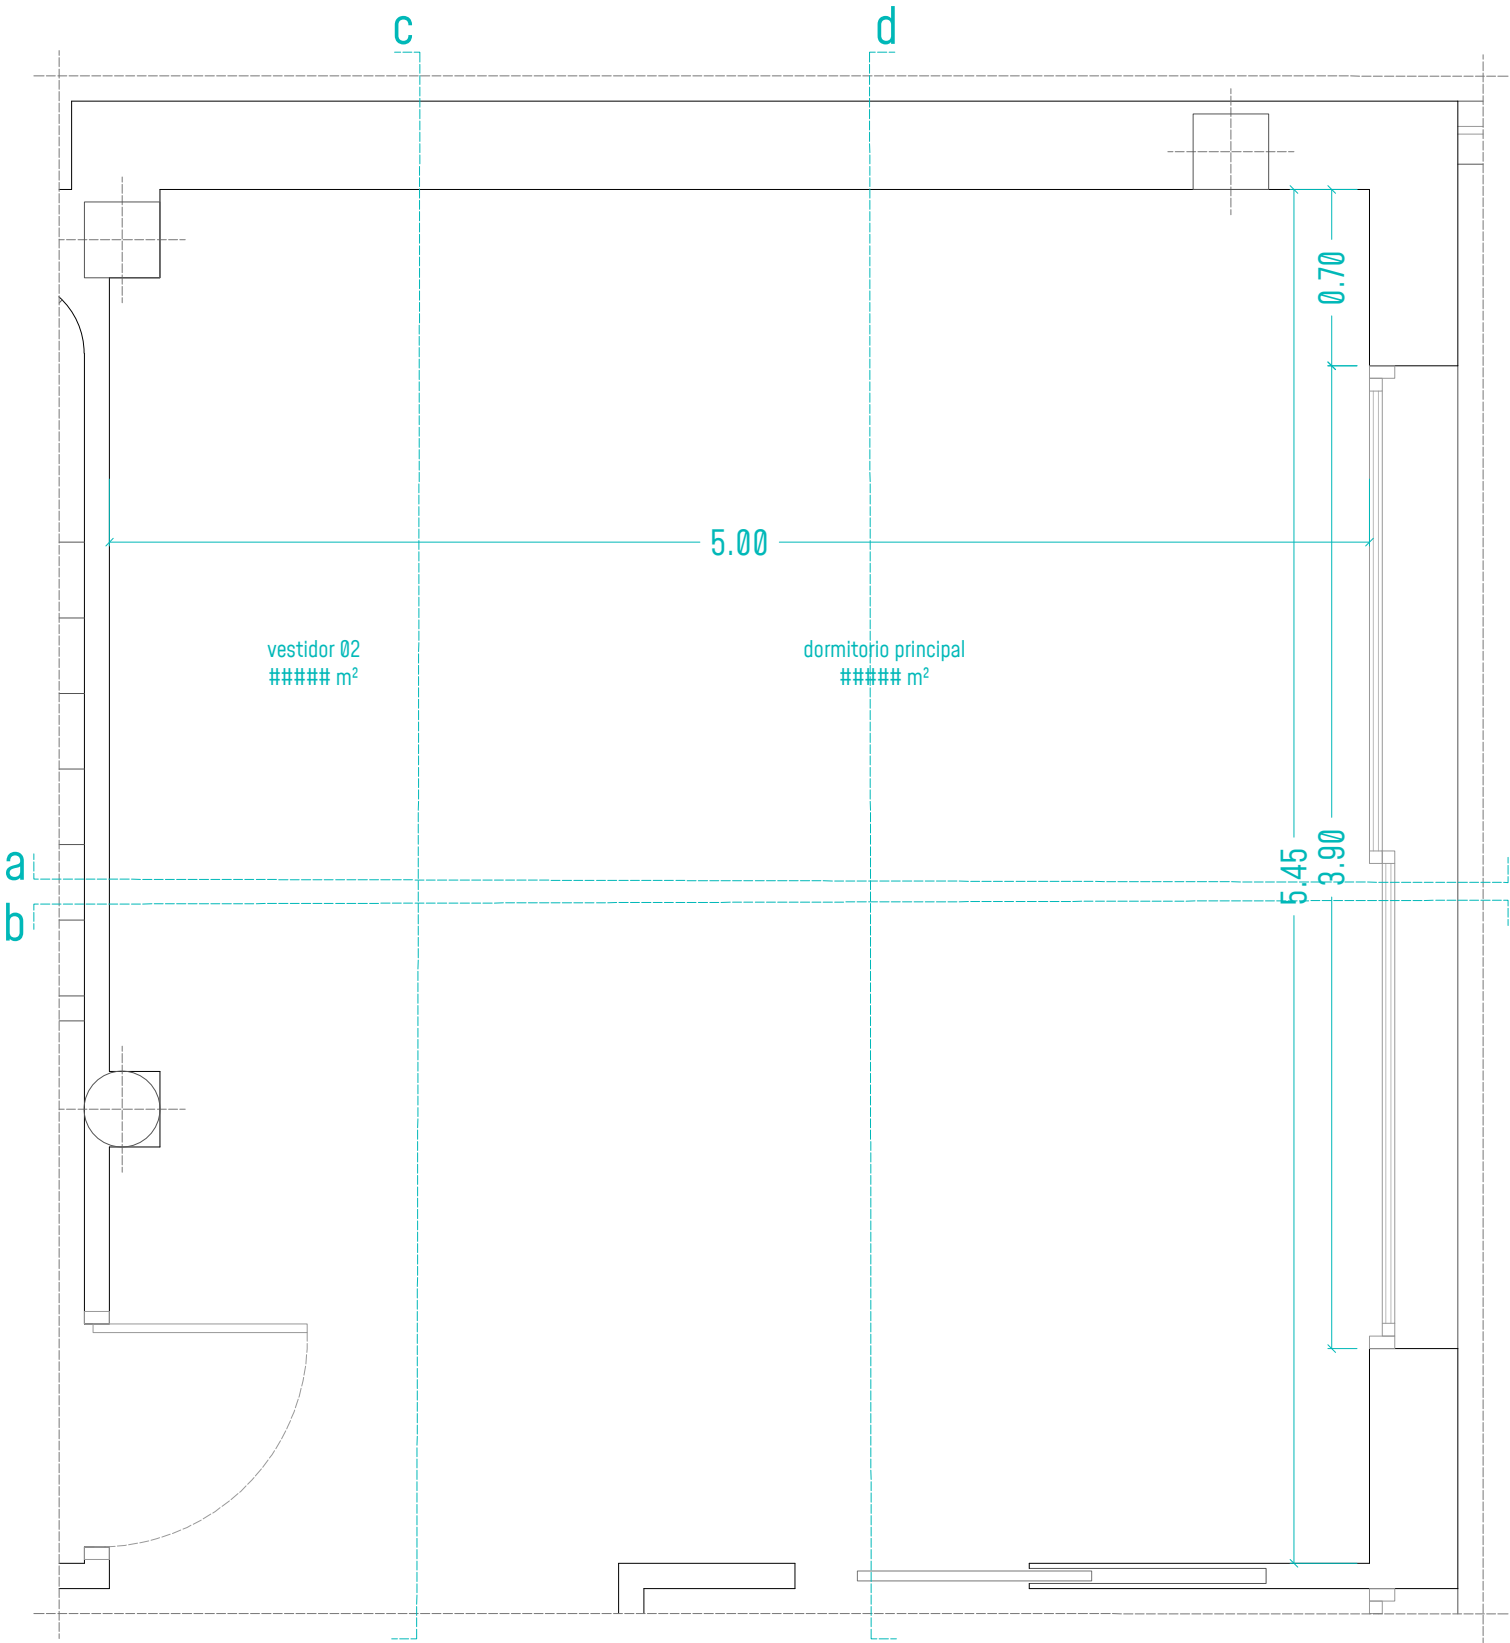 c
d
0.70
5.00
vestidor 02
##### m²
dormitorio principal
##### m²
5.45
3.90
a
b